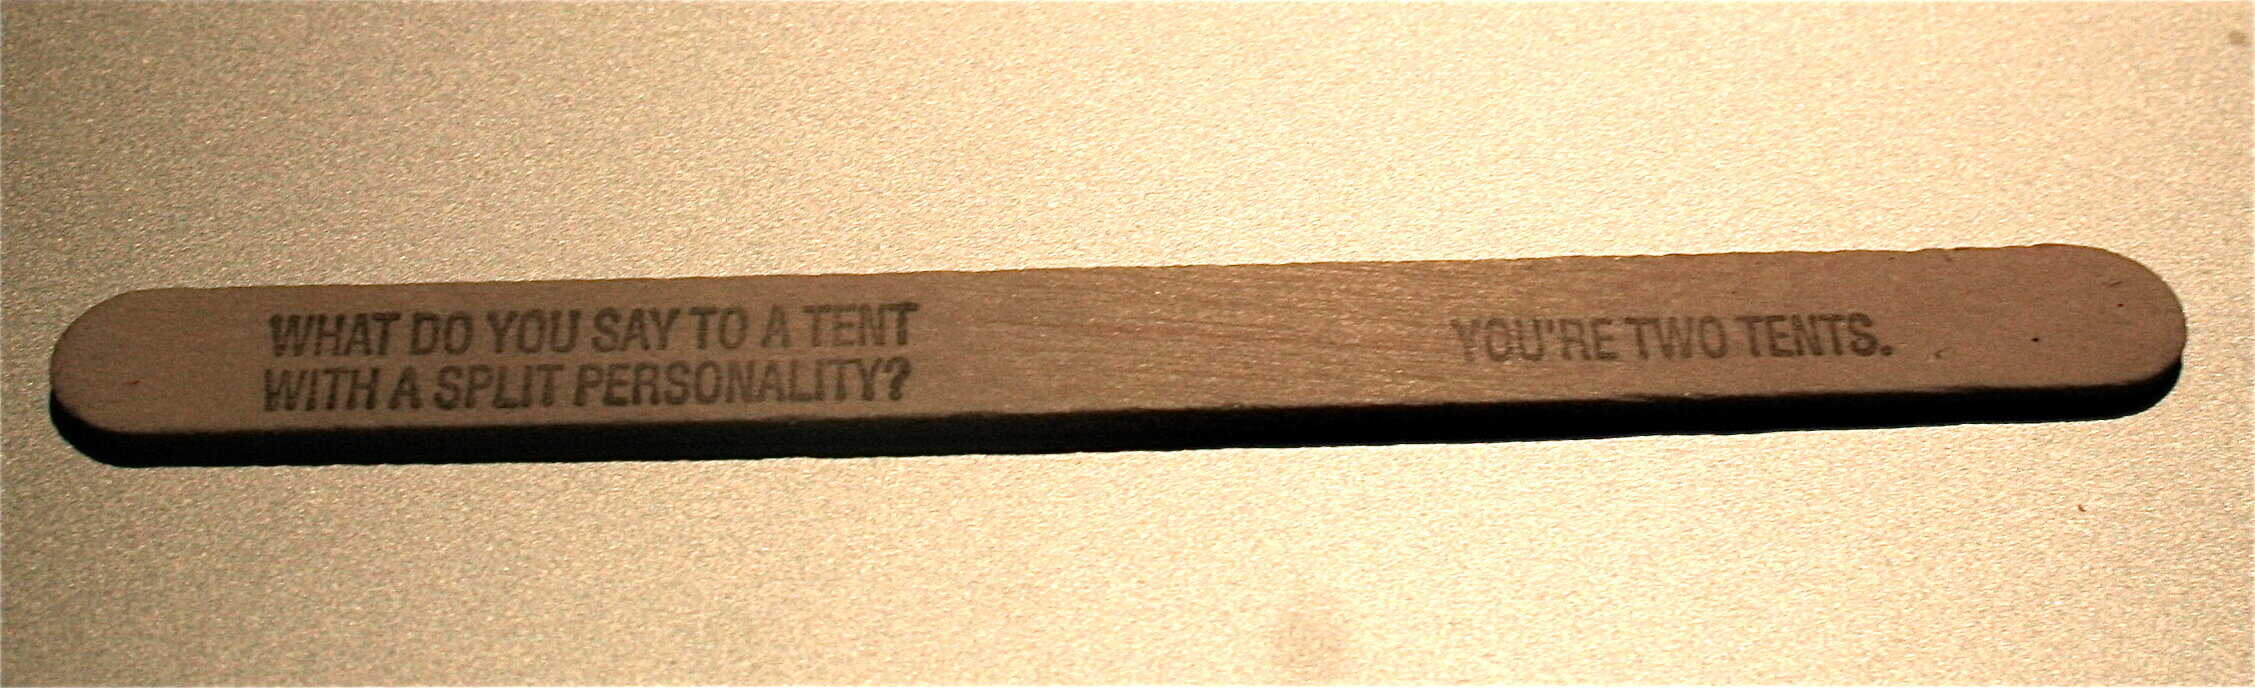 WHAT DO YOU SAY TO A TENT
WITH A SPLIT PERSONALITY?
YOU'RE TWO TENTS.